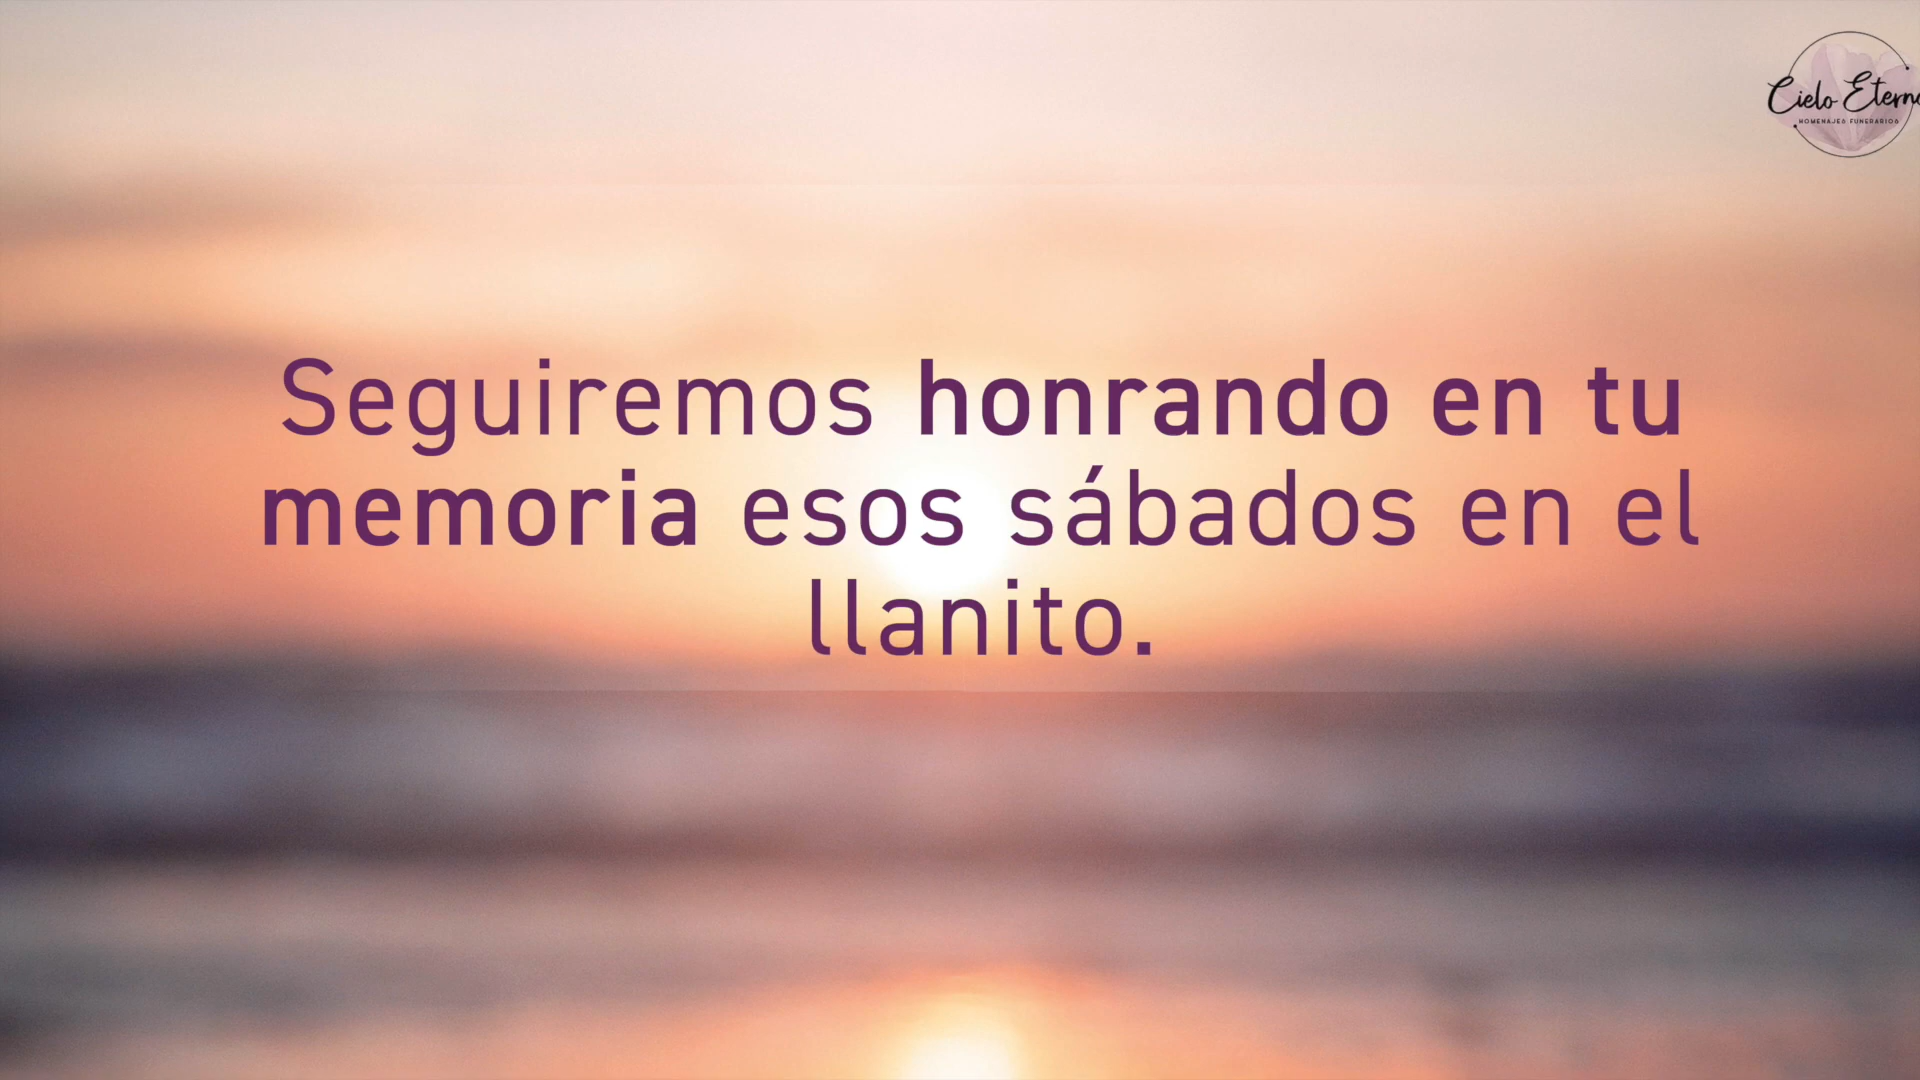 Cielo Etern
HOMENAJES FUNERARIOS
Seguiremos honrando en tu
memoria esos sábados en el
llanito.